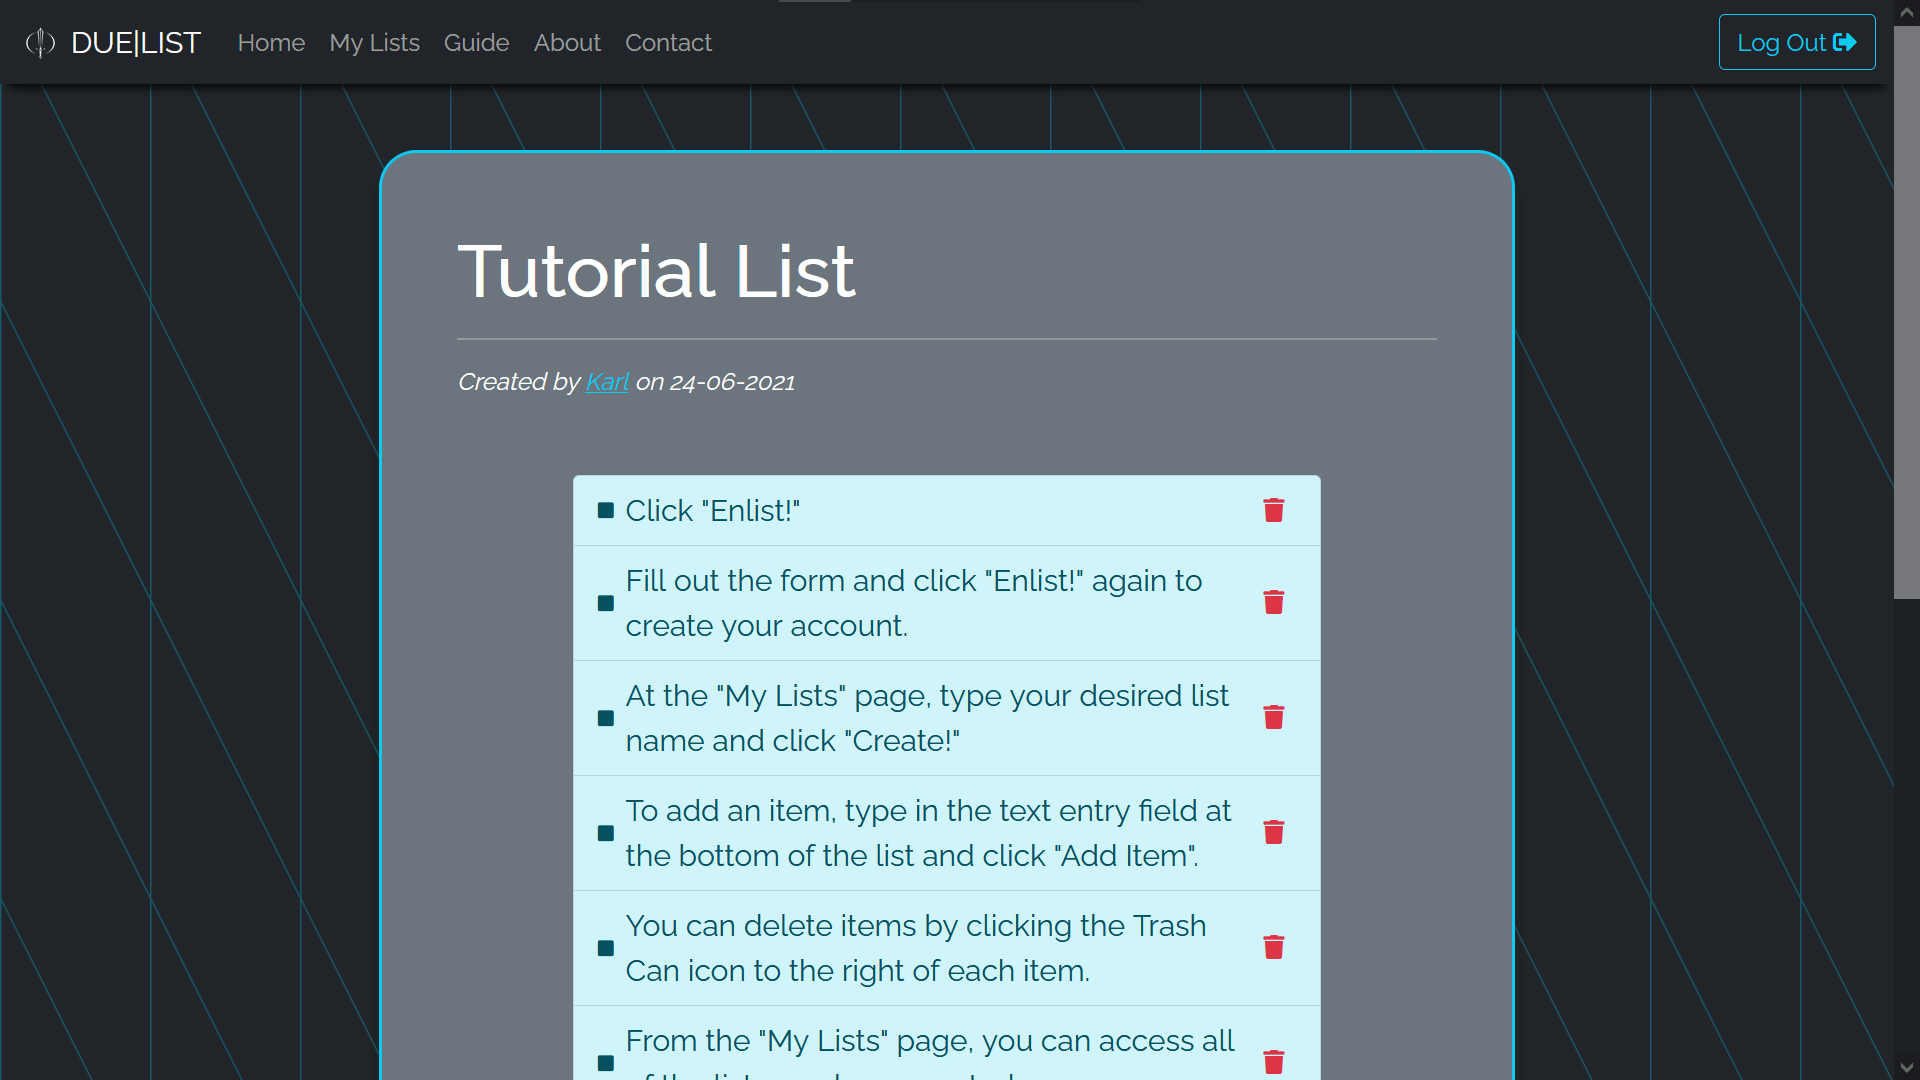 DUE|LIST Home My Lists Guide About Contact Log Out
Tutorial List
Created by Karl on 24-06-2021
Click "Enlist!"
Fill out the form and click "Enlist!" again to
create your account.
At the "My Lists" page, type your desired list
name and click "Create!"
To add an item, type in the text entry field at
the bottom of the list and click "Add Item".
You can delete items by clicking the Trash
Can icon to the right of each item.
From the "My Lists" page, you can access all